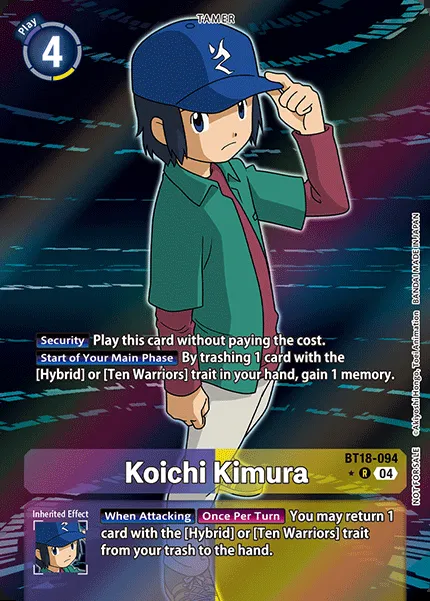 TAMER
Play
4
Security Play this card without paying the cost.
Start of Your Main Phase By trashing 1 card with the
[Hybrid] or [Ten Warriors] trait in your hand, gain 1 memory.
©Akiyoshi Hongo, Toei Animation BANDAI MADE IN JAPAN
NOT FOR SALE
BT18-094
Koichi Kimura
★ R 04
Inherited Effect
When Attacking Once Per Turn You may return 1
card with the [Hybrid] or [Ten Warriors] trait
from your trash to the hand.